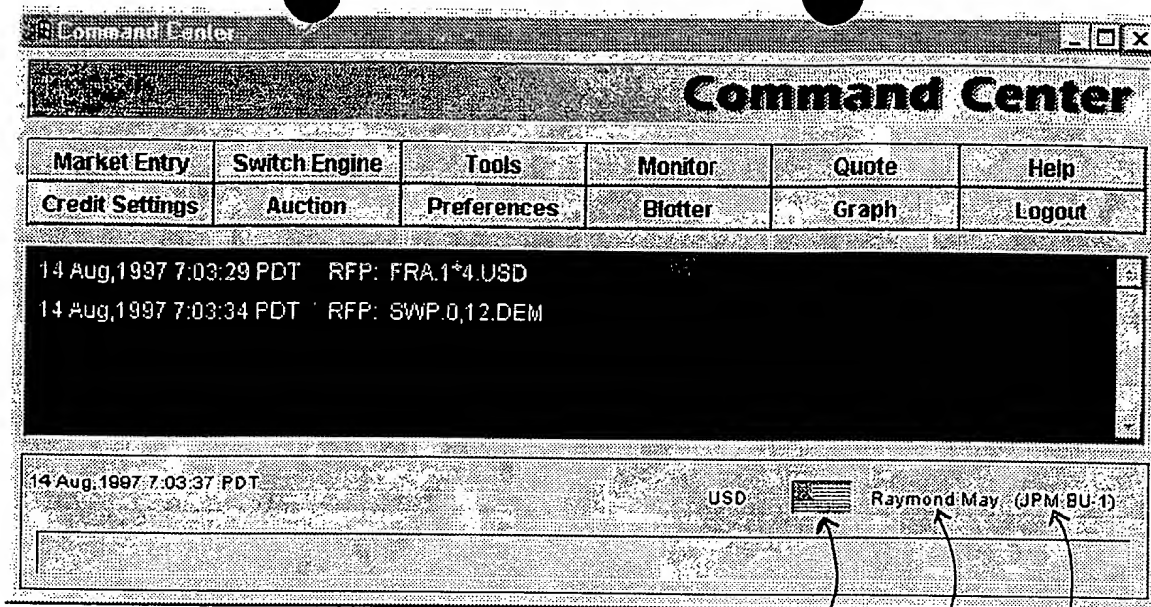 Command Center
Command Center
Market Entry Switch Engine Tools Monitor Quote Help
Credit Settings Auction Preferences Blotter Graph Logout
14 Aug,1997 7:03:29 PDT RFP: FRA.1*4.USD
14 Aug,1997 7:03:34 PDT RFP: SWP.0,12.DEM
14 Aug,1997 7:03:37 PDT USD Raymond May (JPM-BU-1)